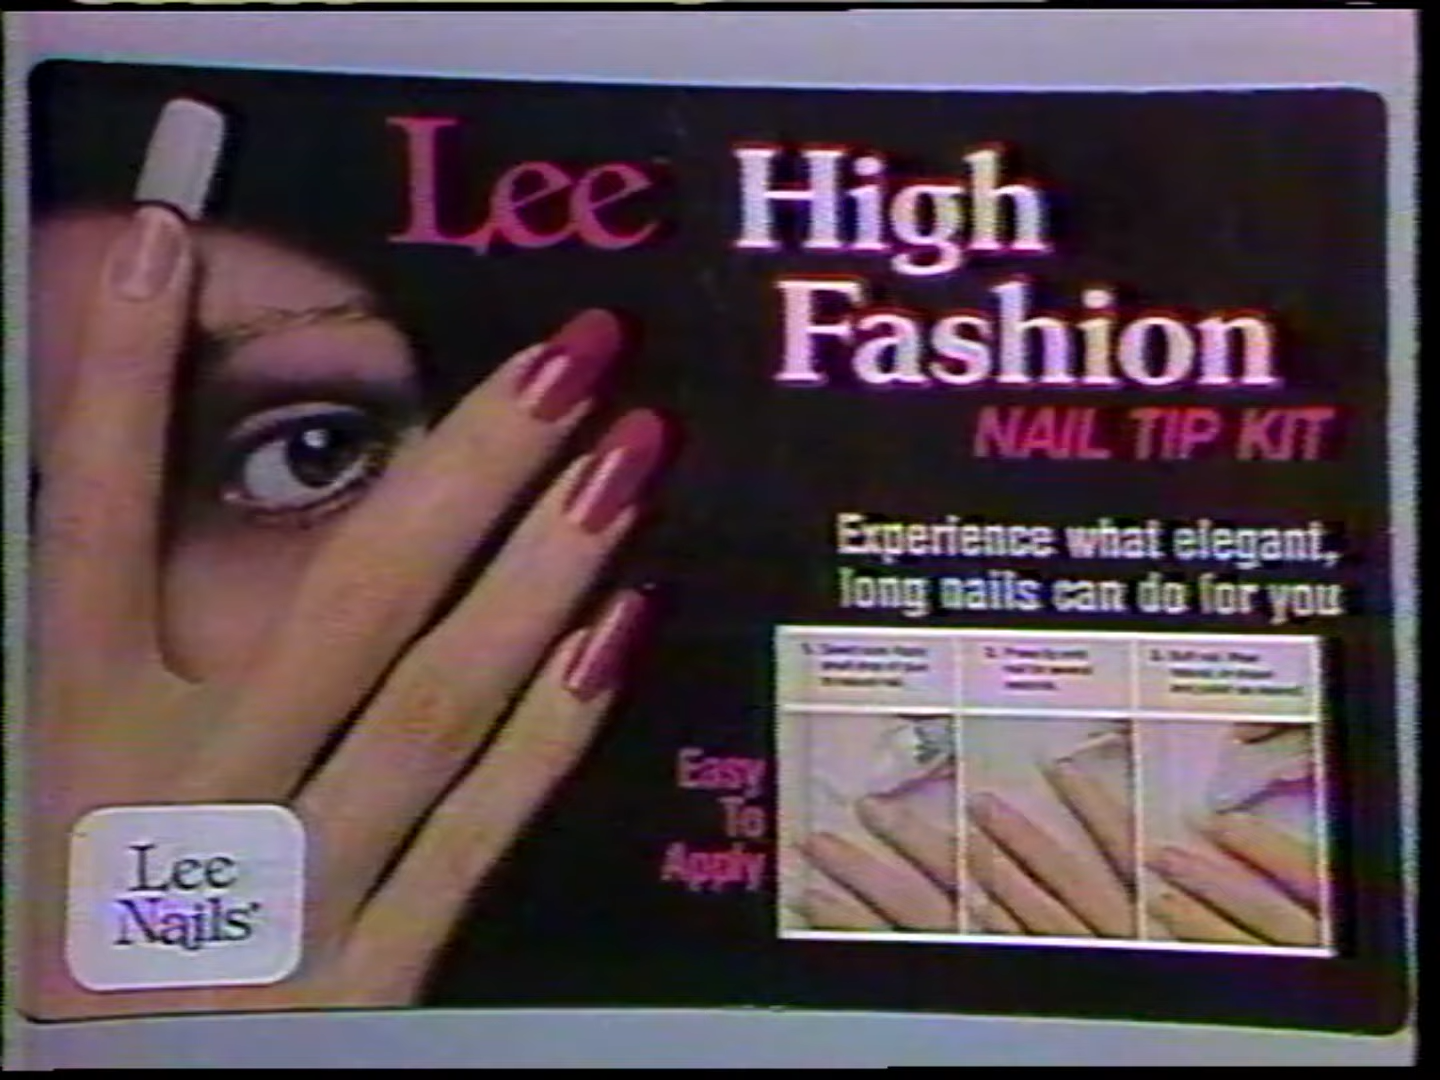 Lee High
Fashion
NAIL TIP KIT
Experience what elegant,
long nails can do for you
Easy
To
Apply
Lee
Nails